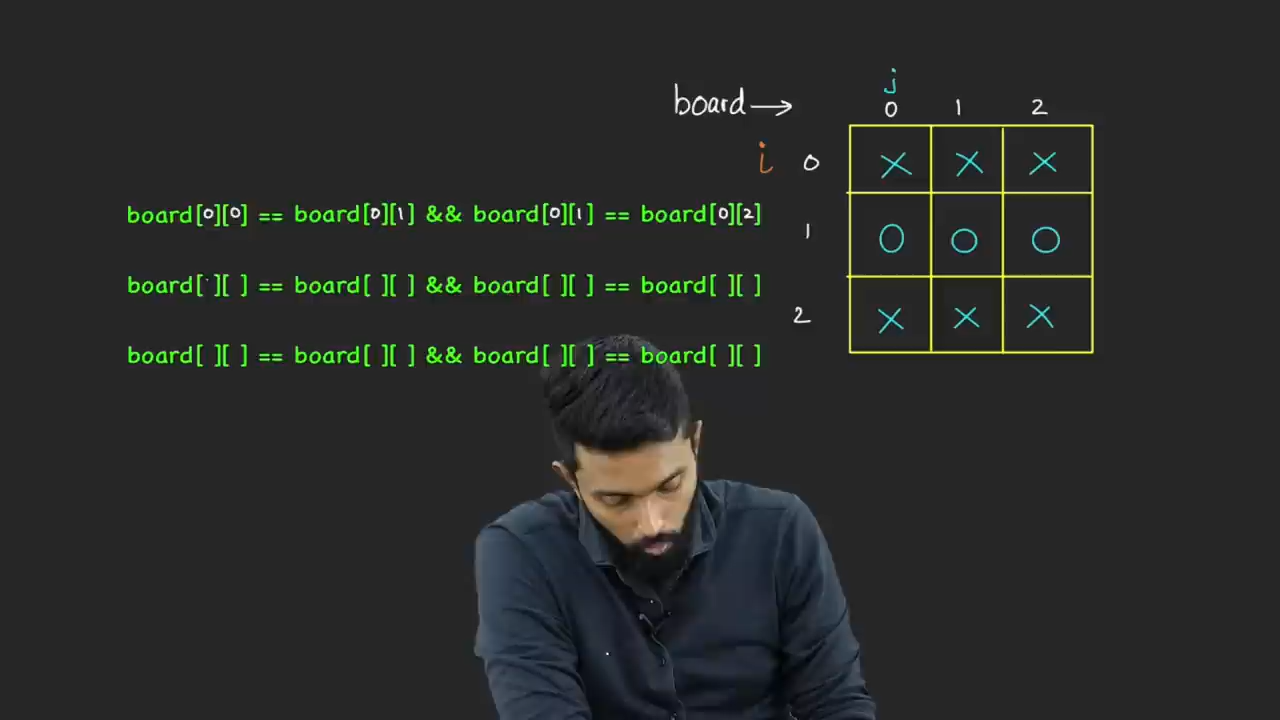 j
board → 0 1 2
i 0 X X X
board[0][0] == board[0][1] && board[0][1] == board[0][2]
1 O O O
board[ ][ ] == board[ ][ ] && board[ ][ ] == board[ ][ ]
2 X X X
board[ ][ ] == board[ ][ ] && board[ ][ ] == board[ ][ ]